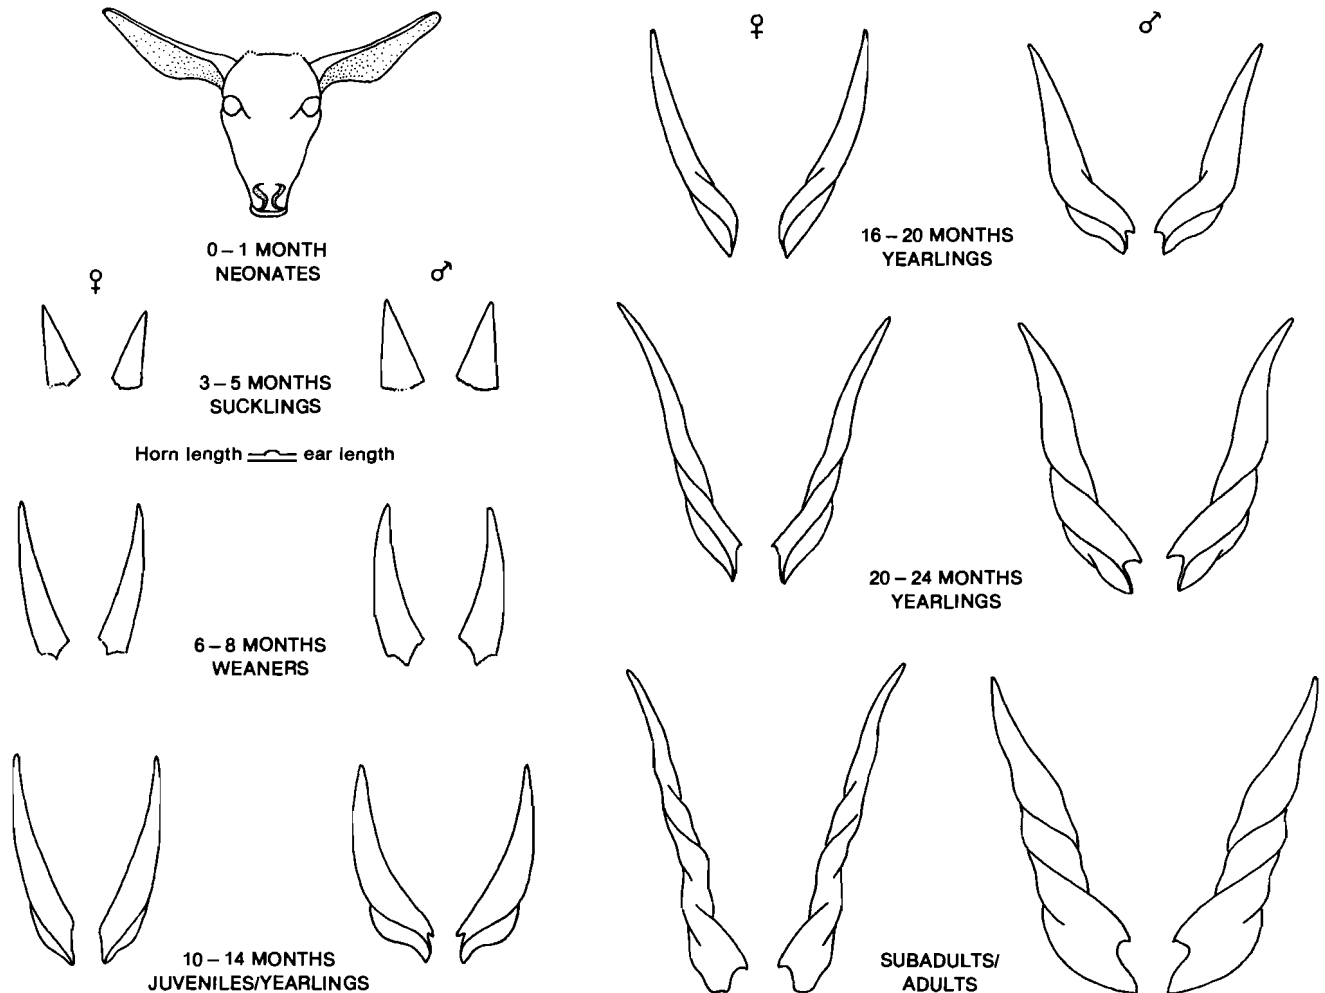 0 – 1 MONTH
NEONATES
♀ ♂
3 – 5 MONTHS
SUCKLINGS
Horn length ear length
6 – 8 MONTHS
WEANERS
10 – 14 MONTHS
JUVENILES/YEARLINGS
♀ ♂
16 – 20 MONTHS
YEARLINGS
20 – 24 MONTHS
YEARLINGS
SUBADULTS/
ADULTS